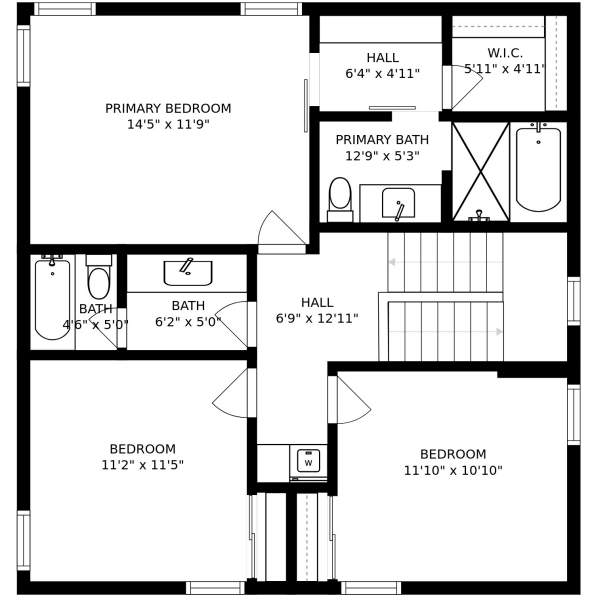 HALL
6'4" x 4'11"
W.I.C.
5'11" x 4'11"
PRIMARY BEDROOM
14'5" x 11'9"
PRIMARY BATH
12'9" x 5'3"
BATH
4'6" x 5'0"
BATH
6'2" x 5'0"
HALL
6'9" x 12'11"
BEDROOM
11'2" x 11'5"
W
BEDROOM
11'10" x 10'10"